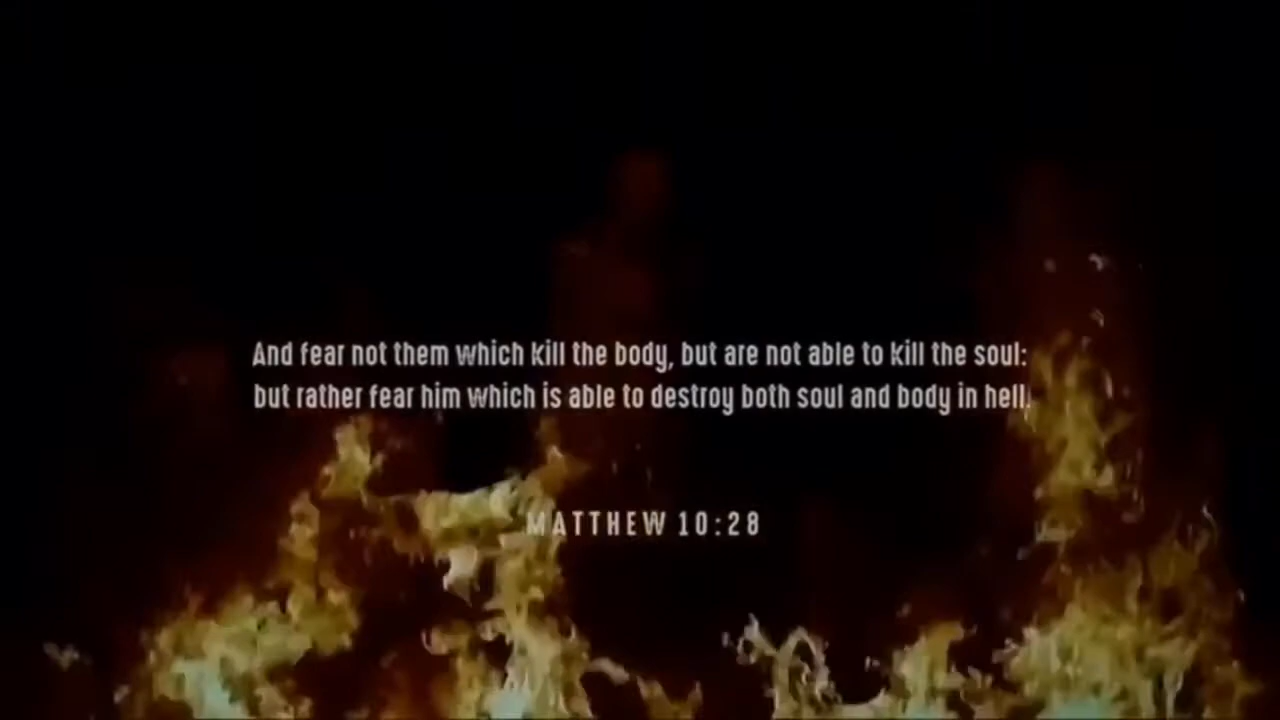 And fear not them which kill the body, but are not able to kill the soul:
but rather fear him which is able to destroy both soul and body in hell.
MATTHEW 10:28